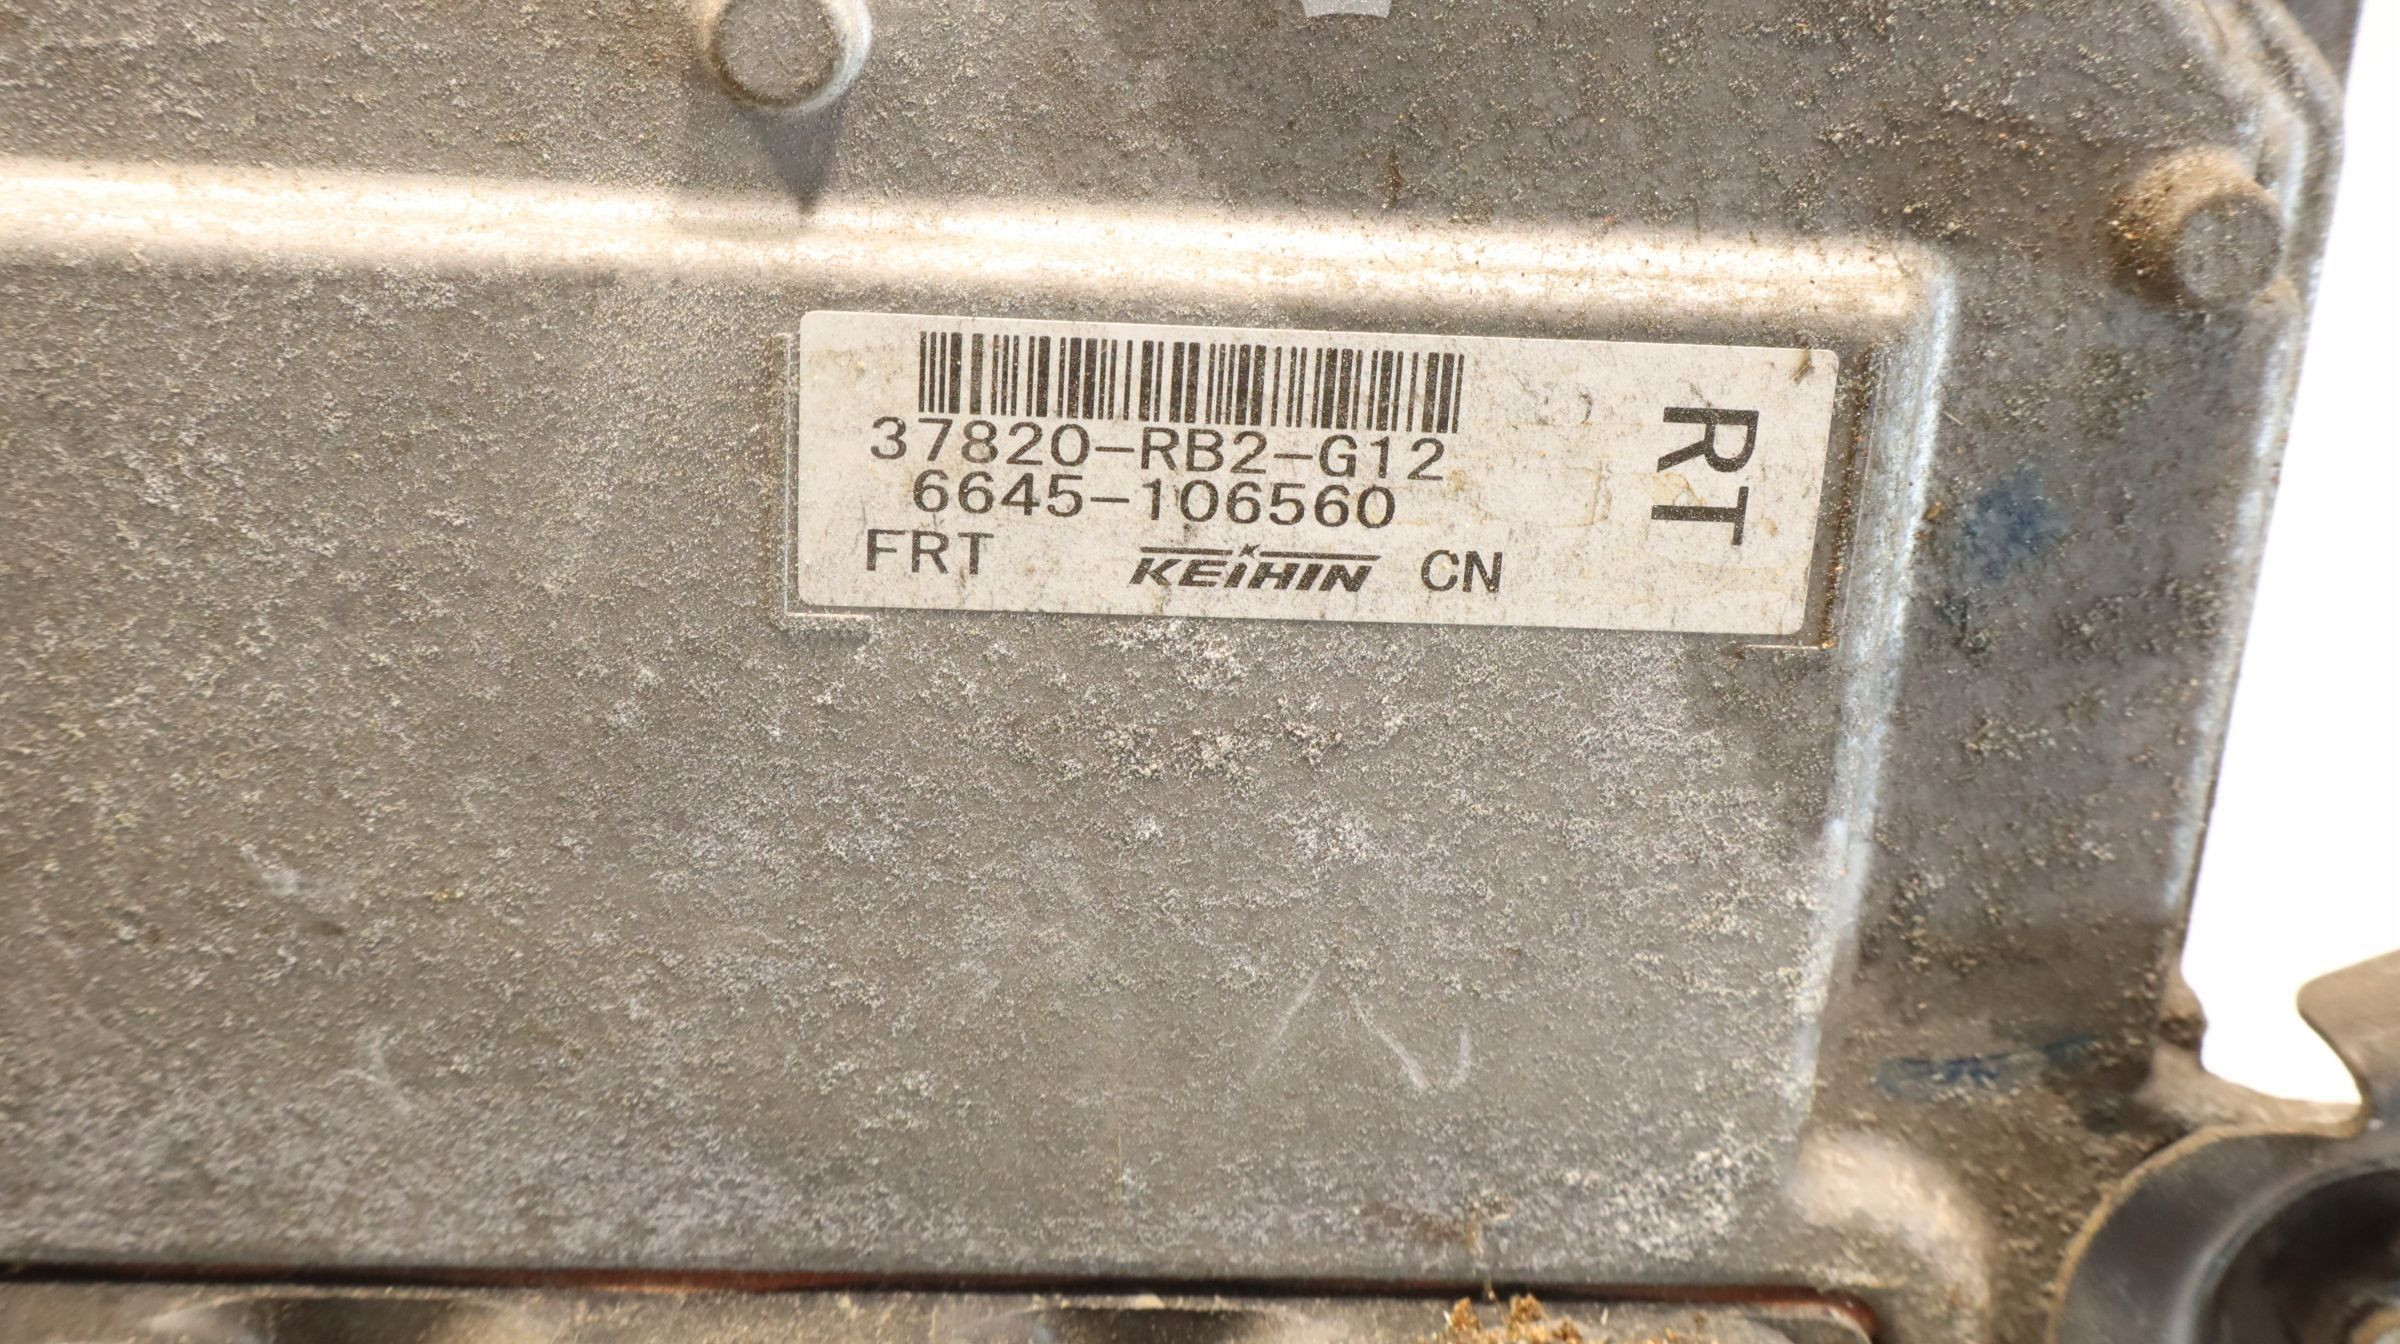 37820-RB2-G12
6645-106560
FRT KEIHIN CN
RT